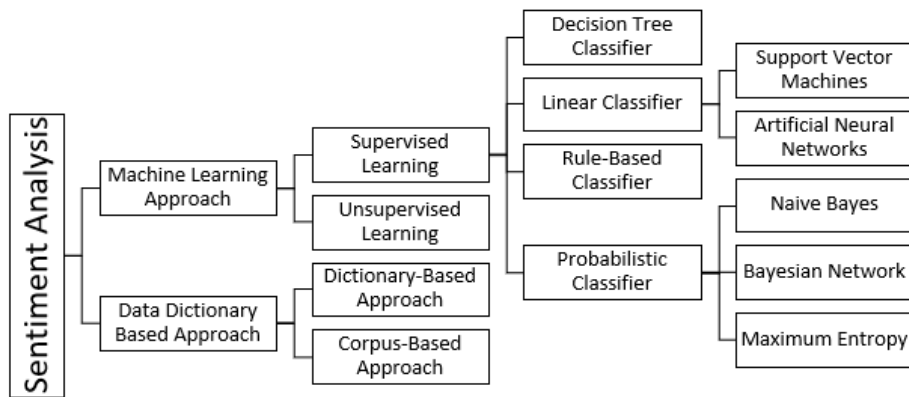 Sentiment Analysis
Machine Learning
Approach
Data Dictionary
Based Approach
Supervised
Learning
Unsupervised
Learning
Dictionary-Based
Approach
Corpus-Based
Approach
Decision Tree
Classifier
Linear Classifier
Rule-Based
Classifier
Probabilistic
Classifier
Support Vector
Machines
Artificial Neural
Networks
Naive Bayes
Bayesian Network
Maximum Entropy